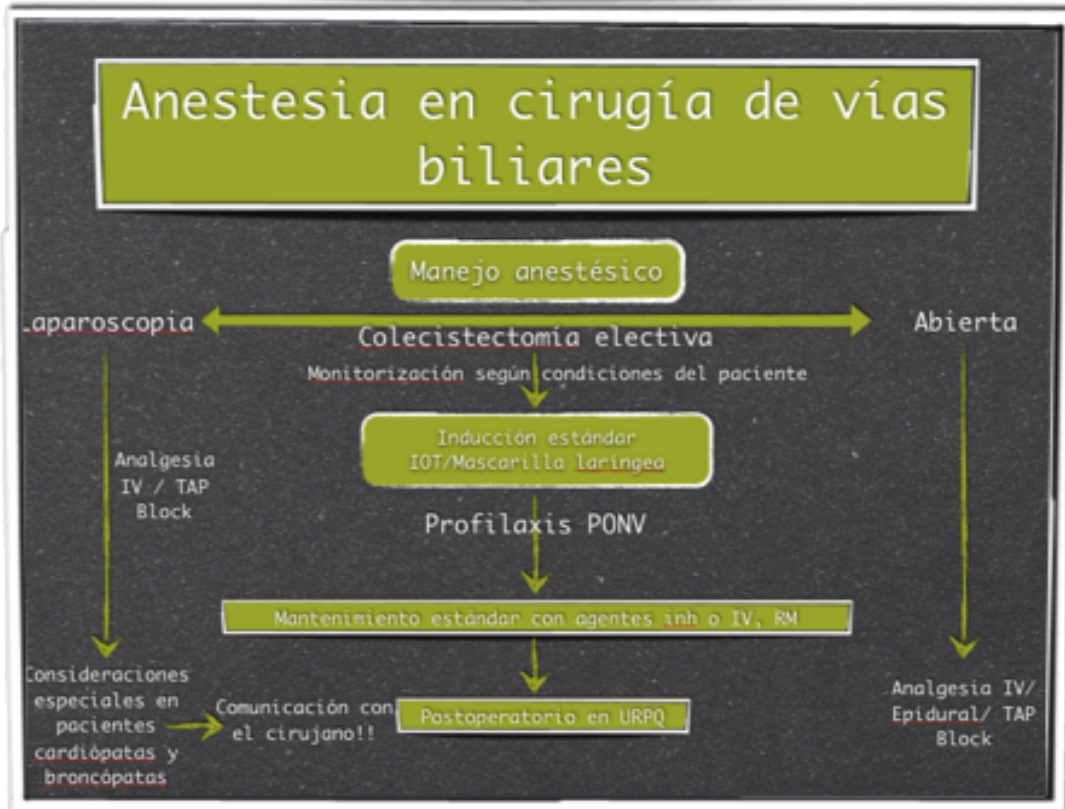 Anestesia en cirugía de vías
biliares
Manejo anestésico
Laparoscopia
Abierta
Colecistectomía electiva
Monitorización según condiciones del paciente
Inducción estándar
IOT/Mascarilla laríngea
Analgesia
IV / TAP
Block
Profilaxis PONV
Mantenimiento estándar con agentes inh o IV, RM
Consideraciones
especiales en
pacientes
cardiópatas y
broncópatas
Comunicación con
el cirujano!!
Postoperatorio en URPQ
Analgesia IV/
Epidural/ TAP
Block